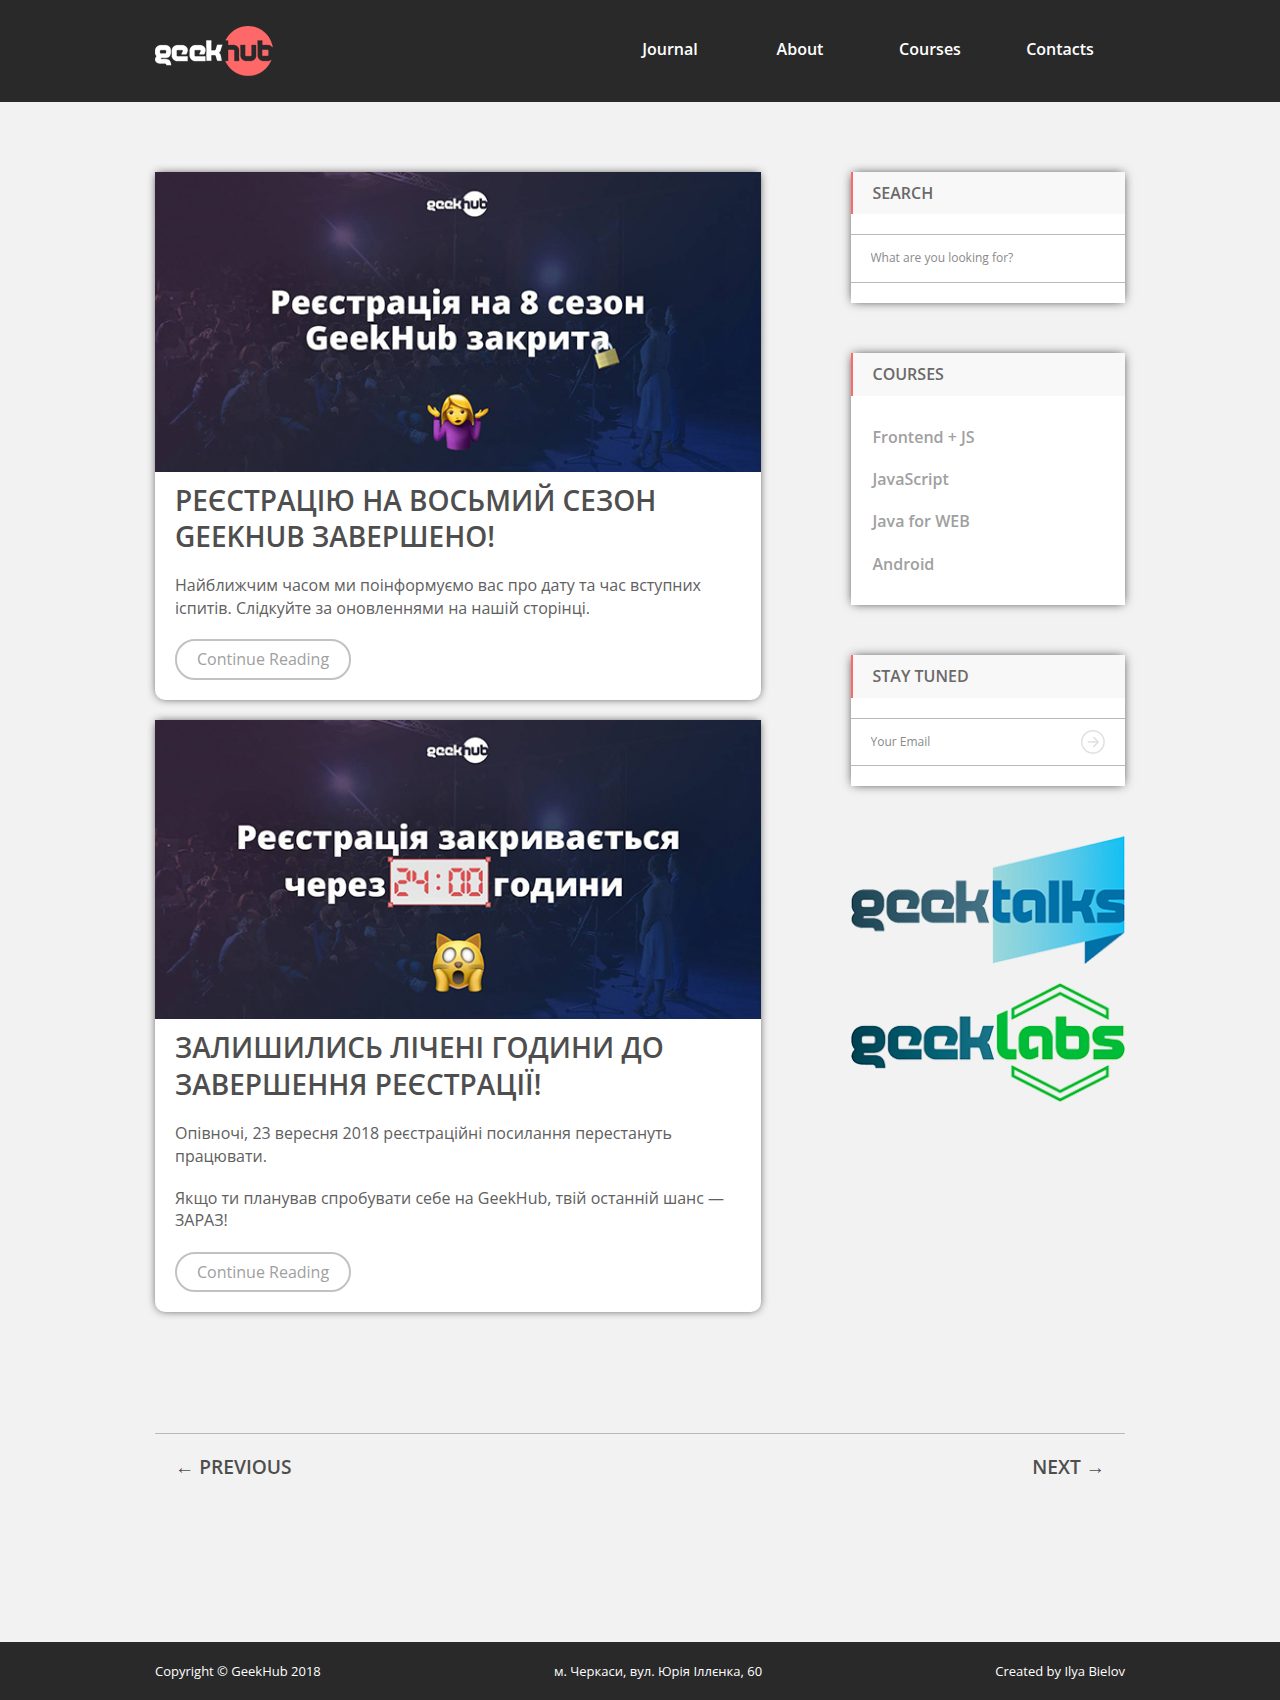 geekhub
Journal About Courses Contacts
geekhub
Реєстрація на 8 сезон
GeekHub закрита
РЕЄСТРАЦІЮ НА ВОСЬМИЙ СЕЗОН
GEEKHUB ЗАВЕРШЕНО!
Найближчим часом ми поінформуємо вас про дату та час вступних
іспитів. Слідкуйте за оновленнями на нашій сторінці.
Continue Reading
geekhub
Реєстрація закривається
через 24:00 години
ЗАЛИШИЛИСЬ ЛІЧЕНІ ГОДИНИ ДО
ЗАВЕРШЕННЯ РЕЄСТРАЦІЇ!
Опівночі, 23 вересня 2018 реєстраційні посилання перестануть
працювати.
Якщо ти планував спробувати себе на GeekHub, твій останній шанс —
ЗАРАЗ!
Continue Reading
SEARCH
What are you looking for?
COURSES
Frontend + JS
JavaScript
Java for WEB
Android
STAY TUNED
Your Email
geektalks
geeklabs
← PREVIOUS NEXT →
Copyright © GeekHub 2018 м. Черкаси, вул. Юрія Іллєнка, 60 Created by Ilya Bielov